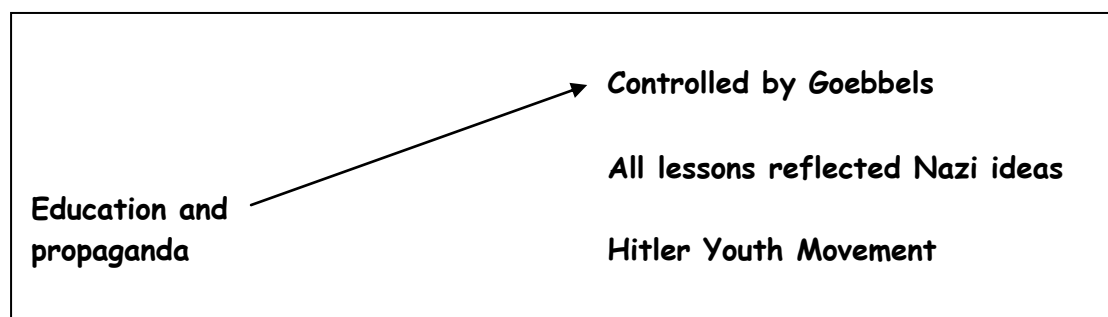 Controlled by Goebbels
All lessons reflected Nazi ideas
Education and
propaganda
Hitler Youth Movement